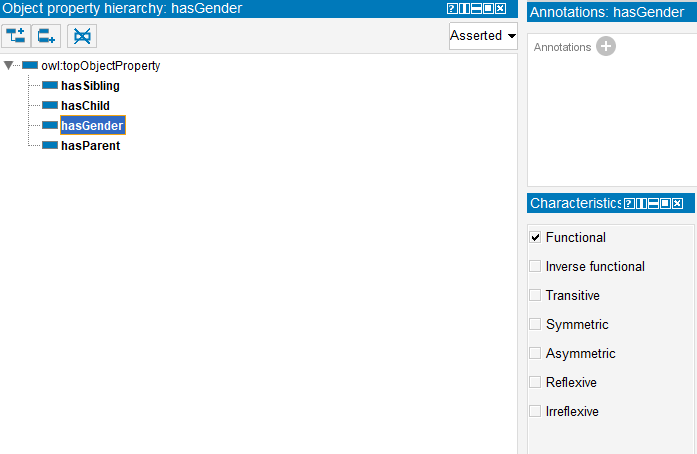 Object property hierarchy: hasGender
Asserted
owl:topObjectProperty
hasSibling
hasChild
hasGender
hasParent
Annotations: hasGender
Annotations
Characteristics
Functional
Inverse functional
Transitive
Symmetric
Asymmetric
Reflexive
Irreflexive